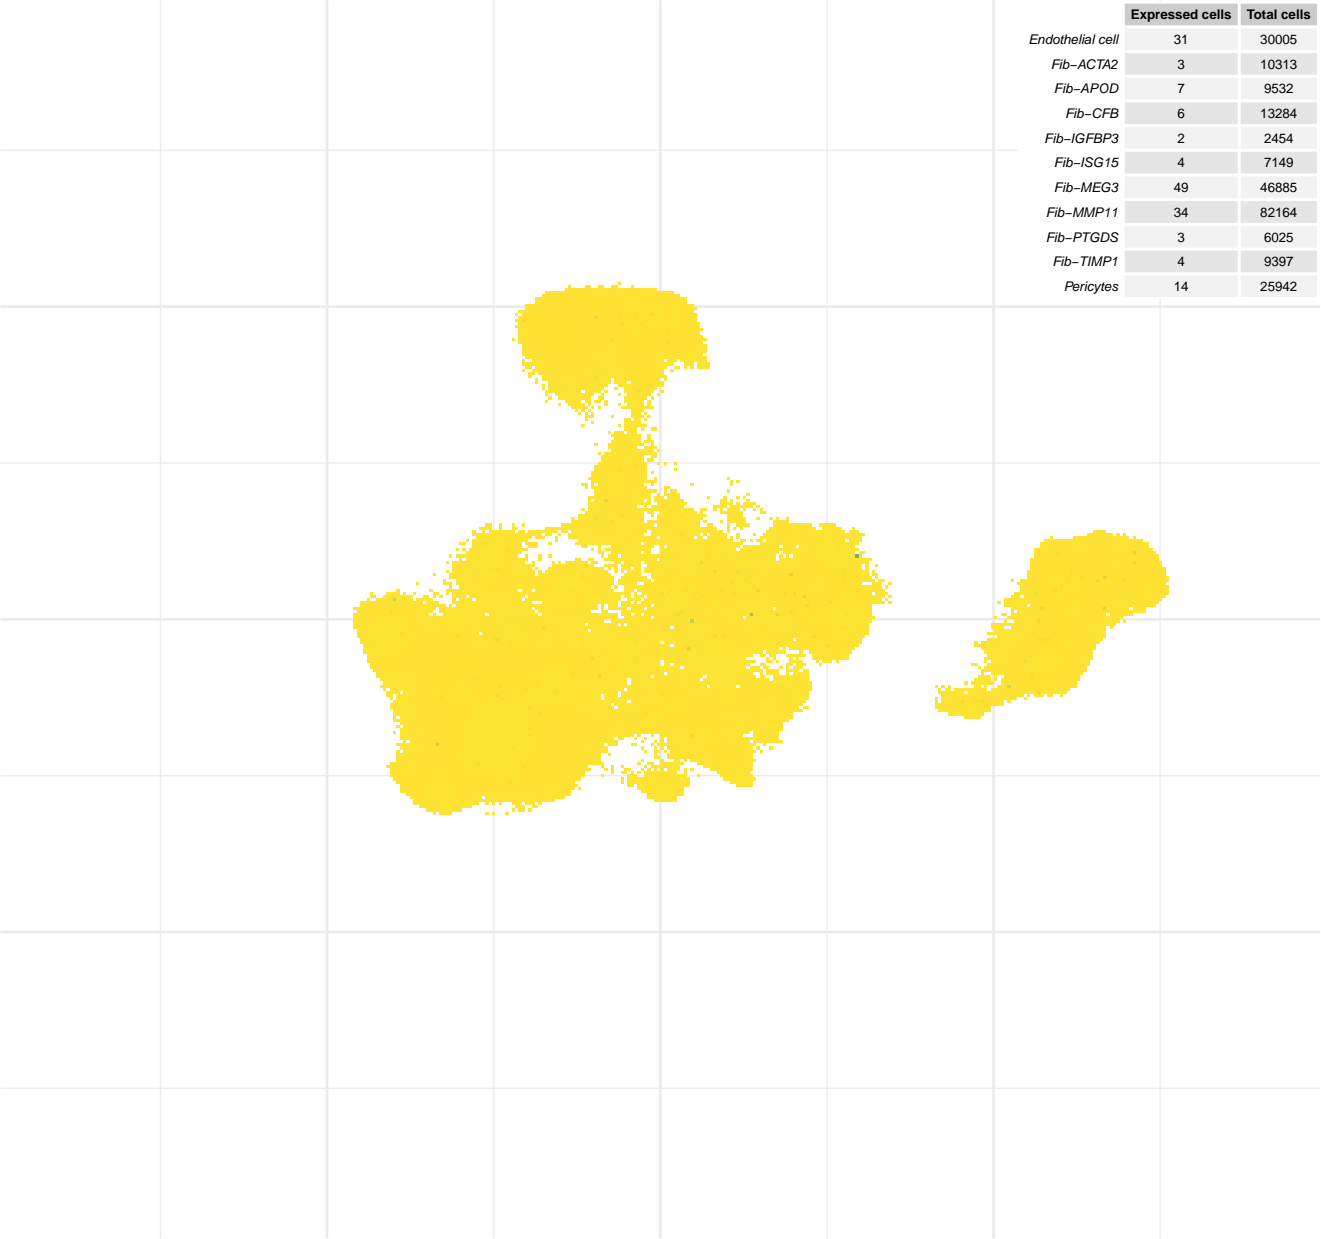 Expressed cells Total cells
Endothelial cell 31 30005
Fib−ACTA2 3 10313
Fib−APOD 7 9532
Fib−CFB 6 13284
Fib−IGFBP3 2 2454
Fib−ISG15 4 7149
Fib−MEG3 49 46885
Fib−MMP11 34 82164
Fib−PTGDS 3 6025
Fib−TIMP1 4 9397
Pericytes 14 25942